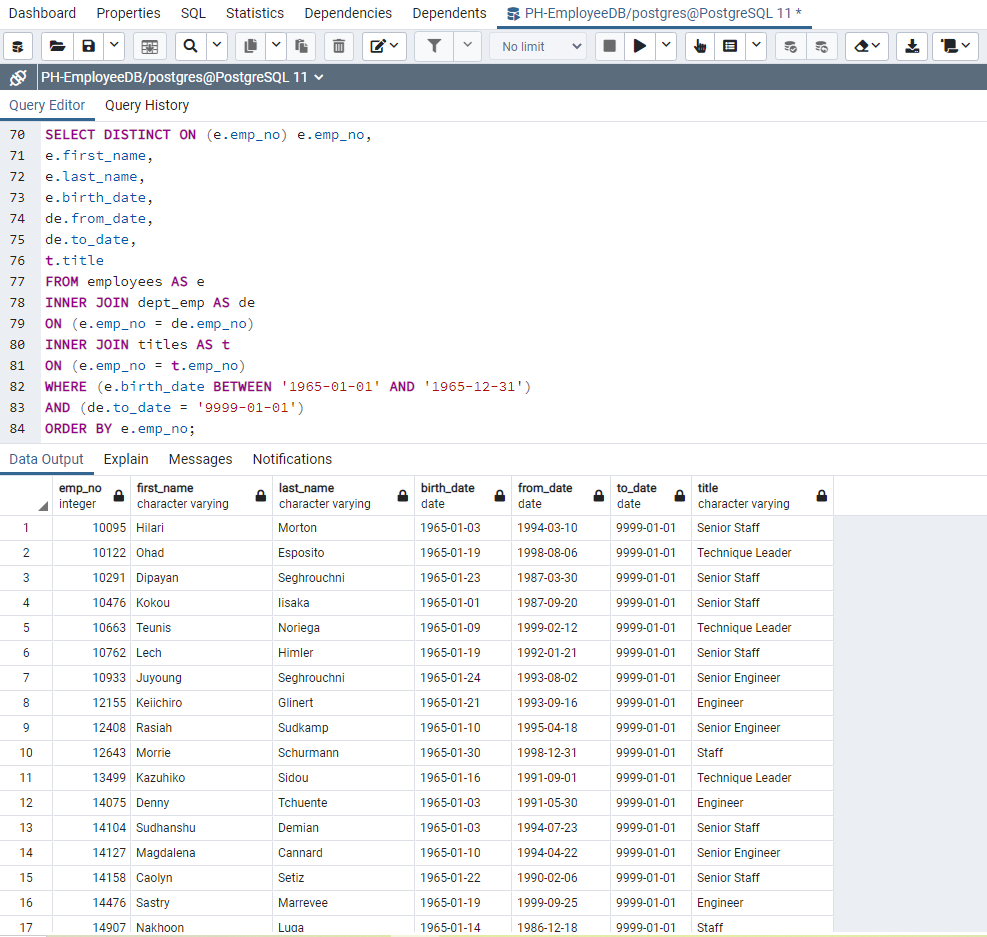 Dashboard Properties SQL Statistics Dependencies Dependents PH-EmployeeDB/postgres@PostgreSQL 11 *
No limit
PH-EmployeeDB/postgres@PostgreSQL 11
Query Editor Query History
70 SELECT DISTINCT ON (e.emp_no) e.emp_no,
71 e.first_name,
72 e.last_name,
73 e.birth_date,
74 de.from_date,
75 de.to_date,
76 t.title
77 FROM employees AS e
78 INNER JOIN dept_emp AS de
79 ON (e.emp_no = de.emp_no)
80 INNER JOIN titles AS t
81 ON (e.emp_no = t.emp_no)
82 WHERE (e.birth_date BETWEEN '1965-01-01' AND '1965-12-31')
83 AND (de.to_date = '9999-01-01')
84 ORDER BY e.emp_no;
Data Output Explain Messages Notifications
emp_no first_name last_name birth_date from_date to_date title
integer character varying character varying date date date character varying
1 10095 Hilari Morton 1965-01-03 1994-03-10 9999-01-01 Senior Staff
2 10122 Ohad Esposito 1965-01-19 1998-08-06 9999-01-01 Technique Leader
3 10291 Dipayan Seghrouchni 1965-01-23 1987-03-30 9999-01-01 Senior Staff
4 10476 Kokou Iisaka 1965-01-01 1987-09-20 9999-01-01 Senior Staff
5 10663 Teunis Noriega 1965-01-09 1999-02-12 9999-01-01 Technique Leader
6 10762 Lech Himler 1965-01-19 1992-01-21 9999-01-01 Senior Staff
7 10933 Juyoung Seghrouchni 1965-01-24 1993-08-02 9999-01-01 Senior Engineer
8 12155 Keiichiro Glinert 1965-01-21 1993-09-16 9999-01-01 Engineer
9 12408 Rasiah Sudkamp 1965-01-10 1995-04-18 9999-01-01 Senior Engineer
10 12643 Morrie Schurmann 1965-01-30 1998-12-31 9999-01-01 Staff
11 13499 Kazuhiko Sidou 1965-01-16 1991-09-01 9999-01-01 Technique Leader
12 14075 Denny Tchuente 1965-01-03 1991-05-30 9999-01-01 Engineer
13 14104 Sudhanshu Demian 1965-01-03 1994-07-23 9999-01-01 Senior Staff
14 14127 Magdalena Cannard 1965-01-10 1994-04-22 9999-01-01 Senior Engineer
15 14158 Caolyn Setiz 1965-01-22 1990-02-06 9999-01-01 Senior Staff
16 14476 Sastry Marrevee 1965-01-19 1999-09-25 9999-01-01 Engineer
17 14907 Nakhoon Luga 1965-01-14 1986-12-18 9999-01-01 Staff